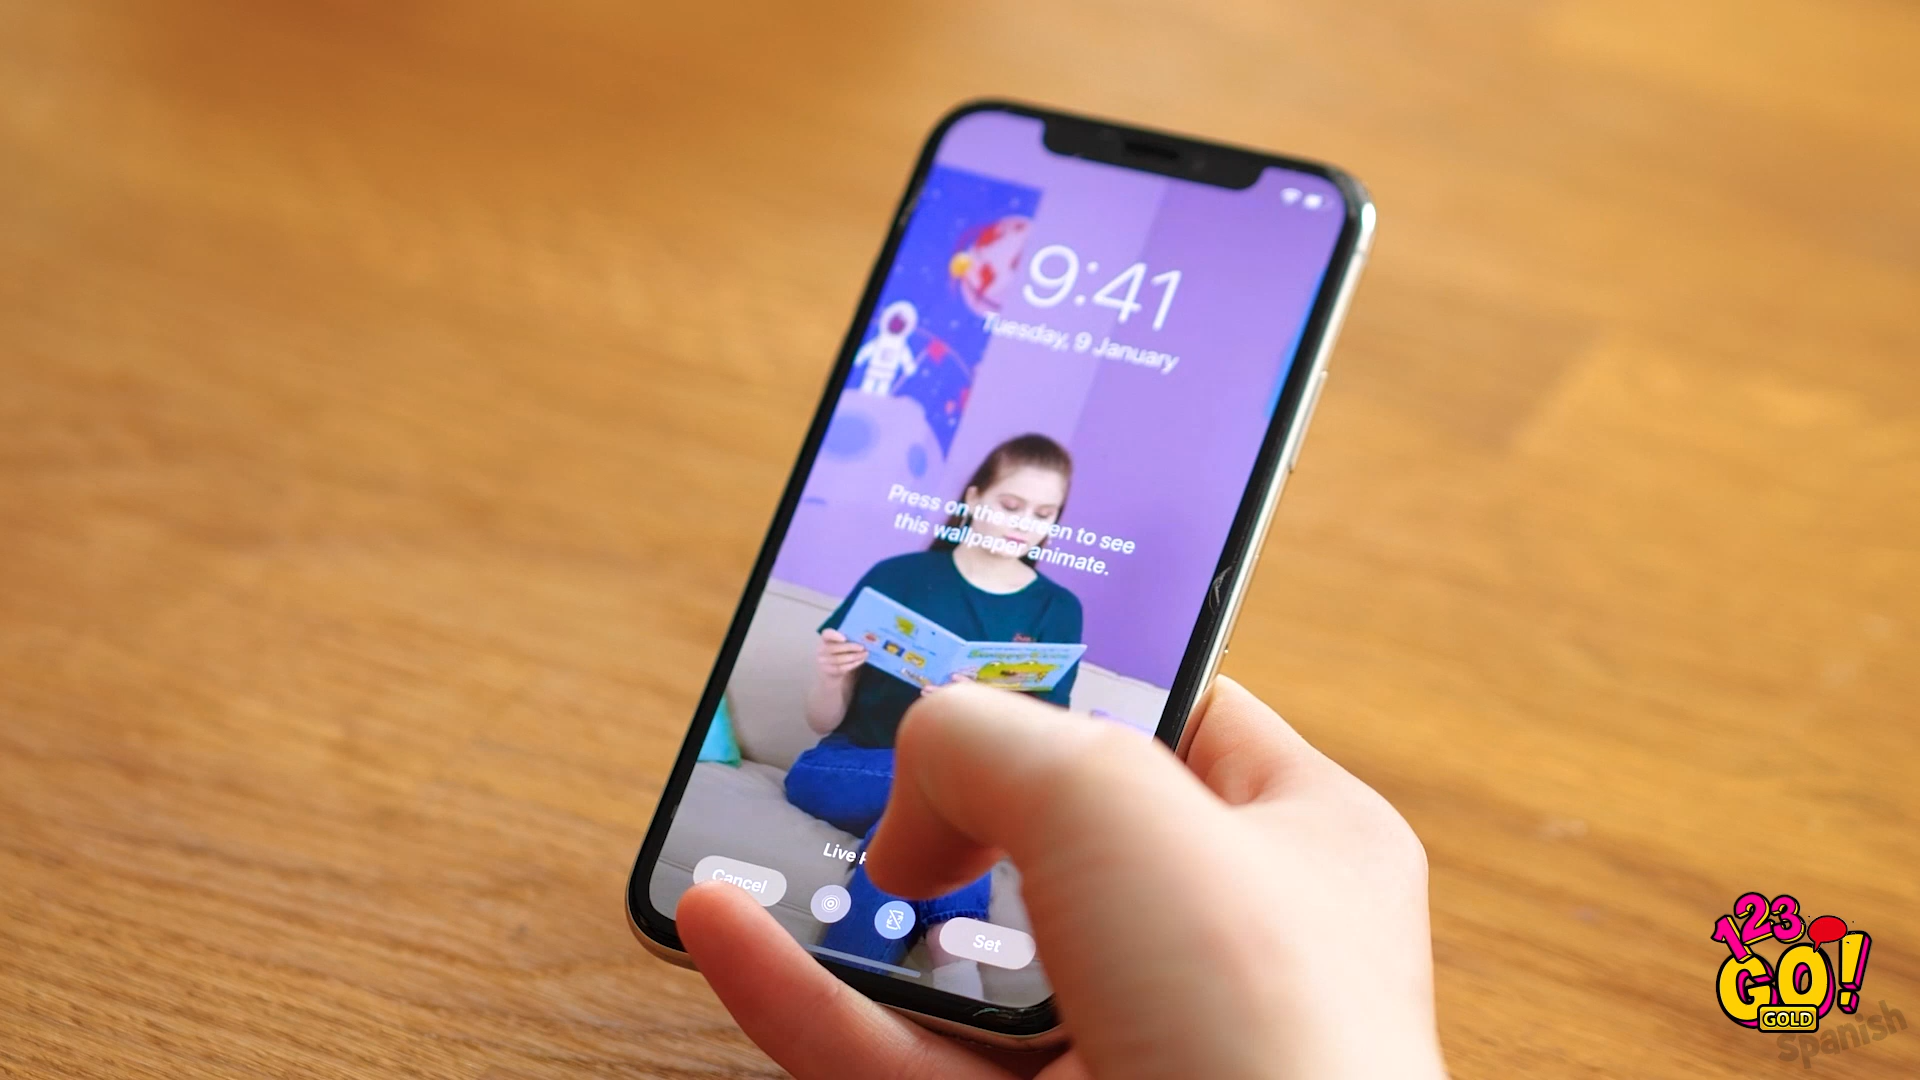 9:41
Tuesday, 9 January
Press on the screen to see
this wallpaper animate.
Live
Cancel
Set
123
GO!
GOLD
Spanish